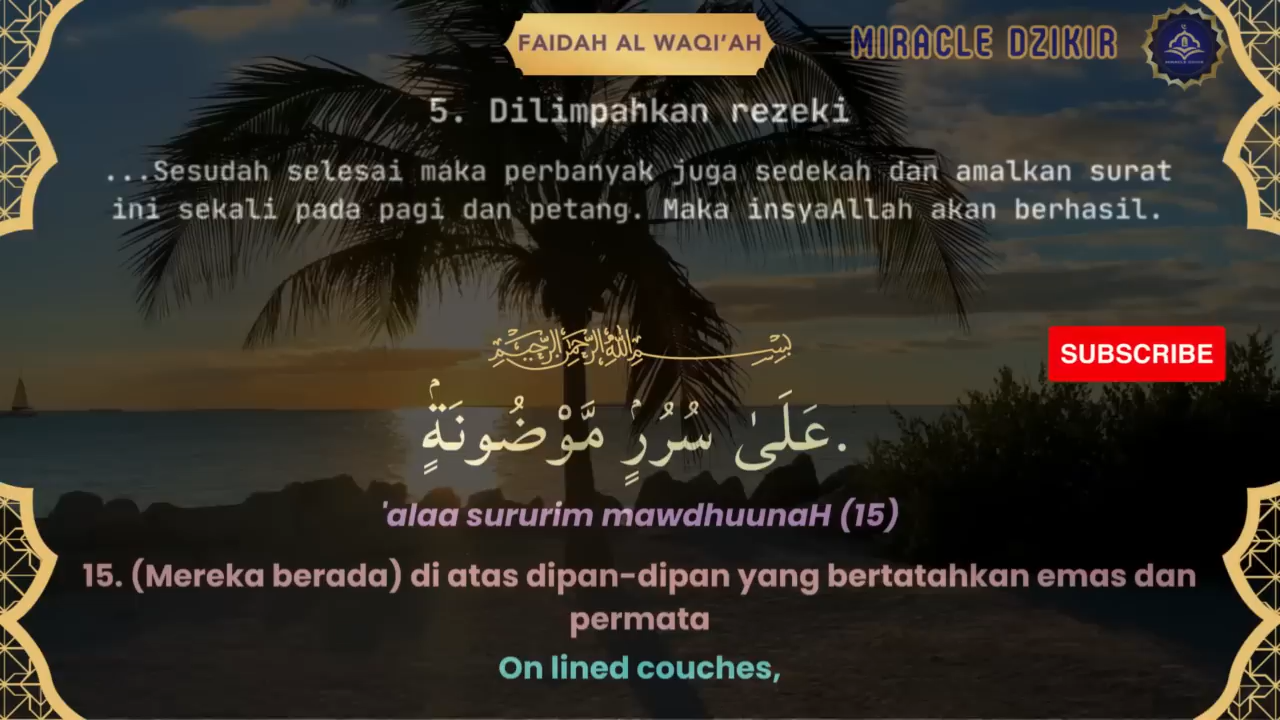 FAIDAH AL WAQI’AH
MIRACLE DZIKIR
5. Dilimpahkan rezeki
...Sesudah selesai maka perbanyak juga sedekah dan amalkan surat
ini sekali pada pagi dan petang. Maka insyaAllah akan berhasil.
بِسْمِ اللَّهِ الرَّحْمَٰنِ الرَّحِيمِ
SUBSCRIBE
عَلَىٰ سُرُرٍۢ مَّوْضُونَةٍۢ.
'alaa sururim mawdhuunaH (15)
15. (Mereka berada) di atas dipan-dipan yang bertatahkan emas dan
permata
On lined couches,